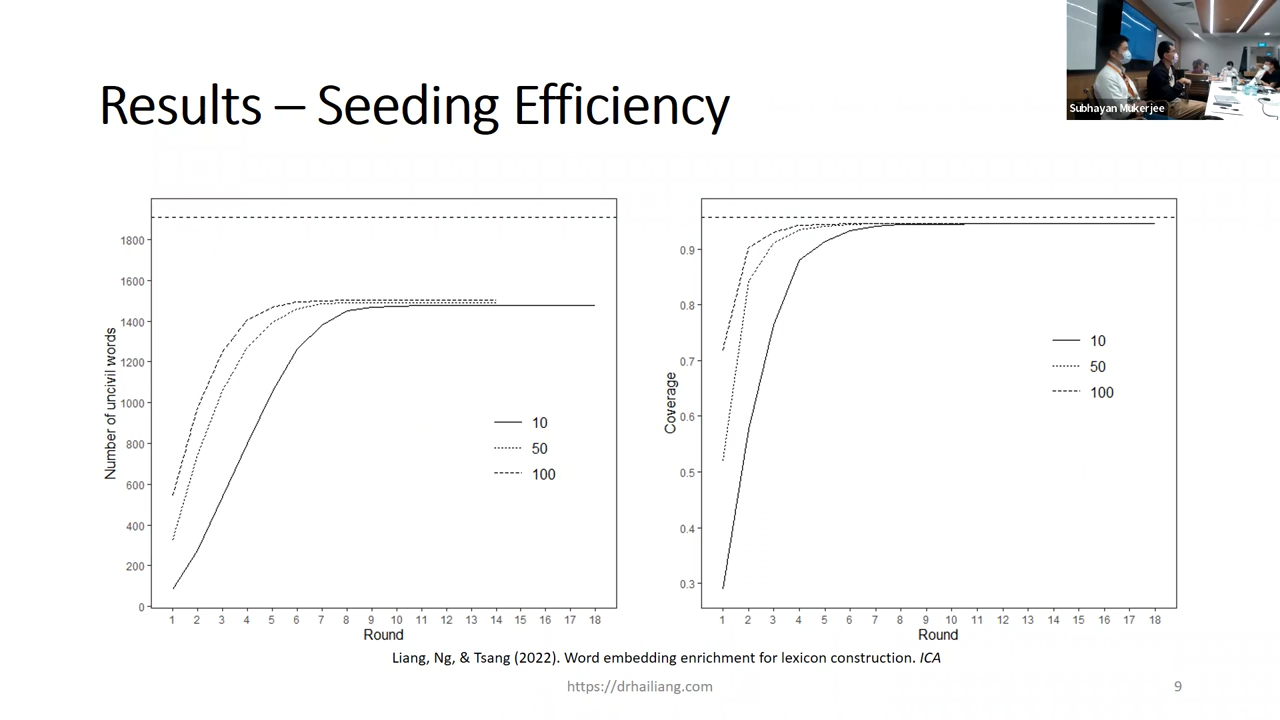 Subhayan Mukerjee
Results – Seeding Efficiency
Number of uncivil words
1800
1600
1400
1200
1000
800
600
400
200
0
10
50
100
1 2 3 4 5 6 7 8 9 10 11 12 13 14 15 16 17 18
Round
Coverage
0.9
0.8
0.7
0.6
0.5
0.4
0.3
10
50
100
1 2 3 4 5 6 7 8 9 10 11 12 13 14 15 16 17 18
Round
Liang, Ng, & Tsang (2022). Word embedding enrichment for lexicon construction. ICA
https://drhailiang.com
9